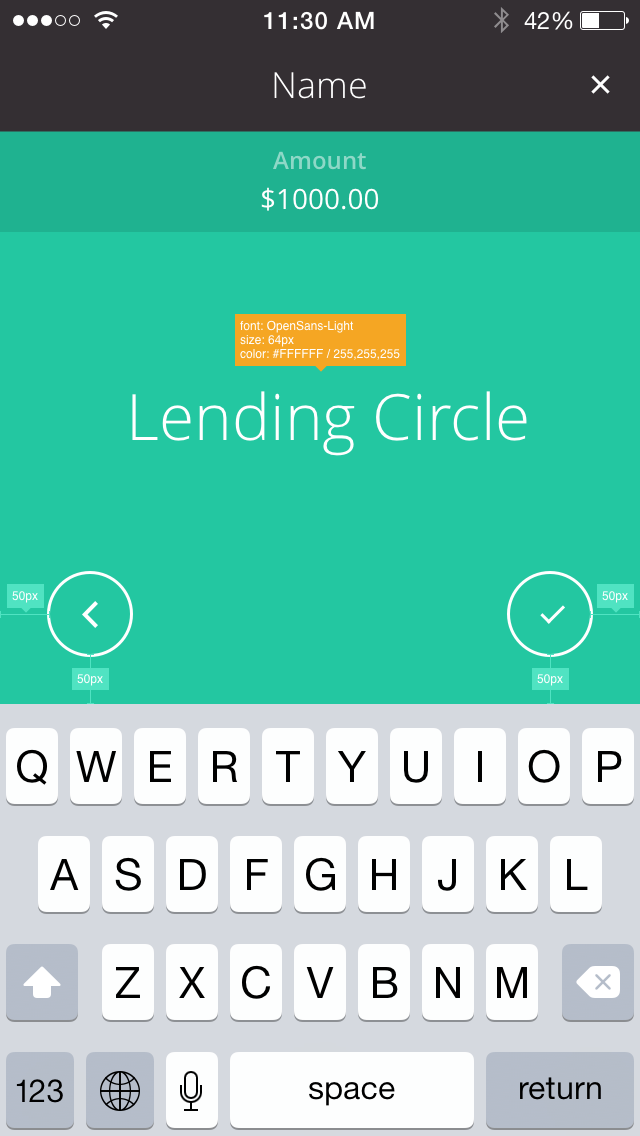 11:30 AM 42%
Name
Amount
$1000.00
font: OpenSans-Light
size: 64px
color: #FFFFFF / 255,255,255
Lending Circle
50px 50px
50px 50px
Q W E R T Y U I O P
A S D F G H J K L
Z X C V B N M
123 space return